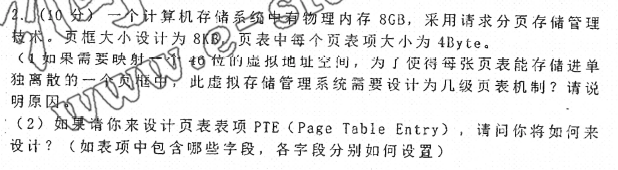 2. (10 分) 一个计算机存储系统中有物理内存 8GB，采用请求分页存储管理
技术。页框大小设计为 8KB，页表中每个页表项大小为 4Byte。
(1 如果需要映射一个 46 位的虚拟地址空间，为了使得每张页表能存储进单
独离散的一个页框中，此虚拟存储管理系统需要设计为几级页表机制？请说
明原因。
（2）如果请你来设计页表表项 PTE（Page Table Entry），请问你将如何来
设计？（如表项中包含哪些字段，各字段分别如何设置）